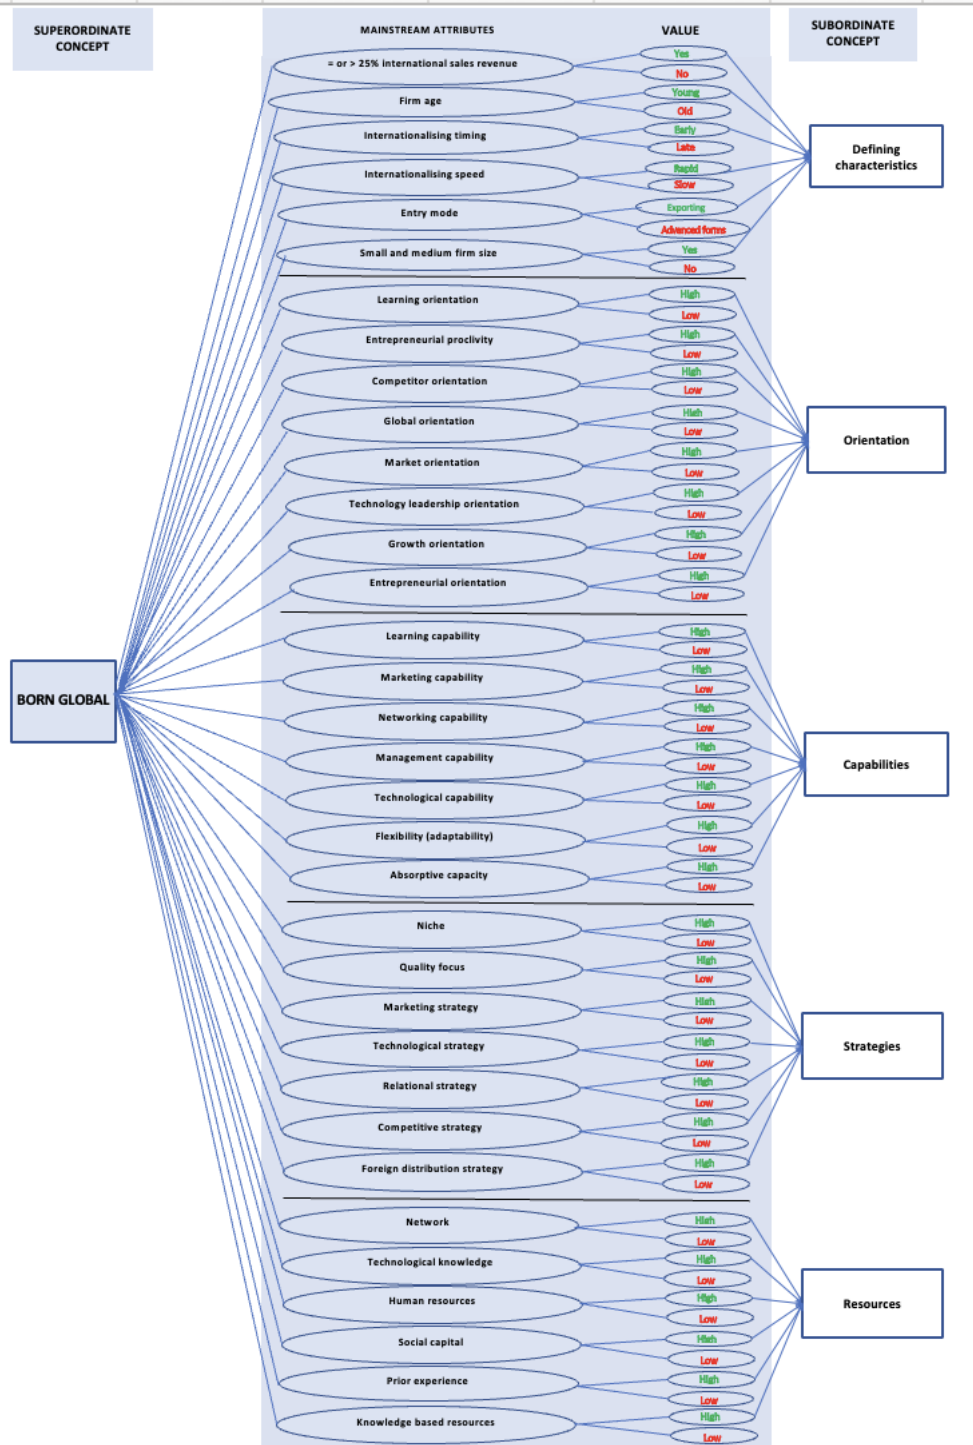 SUPERORDINATE
CONCEPT
MAINSTREAM ATTRIBUTES
VALUE
SUBORDINATE
CONCEPT
= or > 25% international sales revenue
Yes
No
Firm age
Young
Old
Internationalising timing
Early
Late
Internationalising speed
Rapid
Slow
Entry mode
Exporting
Advanced forms
Small and medium firm size
Yes
No
Defining
characteristics
Learning orientation
High
Low
Entrepreneurial proclivity
High
Low
Competitor orientation
High
Low
Global orientation
High
Low
Market orientation
High
Low
Technology leadership orientation
High
Low
Growth orientation
High
Low
Entrepreneurial orientation
High
Low
Orientation
BORN GLOBAL
Learning capability
High
Low
Marketing capability
High
Low
Networking capability
High
Low
Management capability
High
Low
Technological capability
High
Low
Flexibility (adaptability)
High
Low
Absorptive capacity
High
Low
Capabilities
Niche
High
Low
Quality focus
High
Low
Marketing strategy
High
Low
Technological strategy
High
Low
Relational strategy
High
Low
Competitive strategy
High
Low
Foreign distribution strategy
High
Low
Strategies
Network
High
Low
Technological knowledge
High
Low
Human resources
High
Low
Social capital
High
Low
Prior experience
High
Low
Knowledge based resources
High
Low
Resources